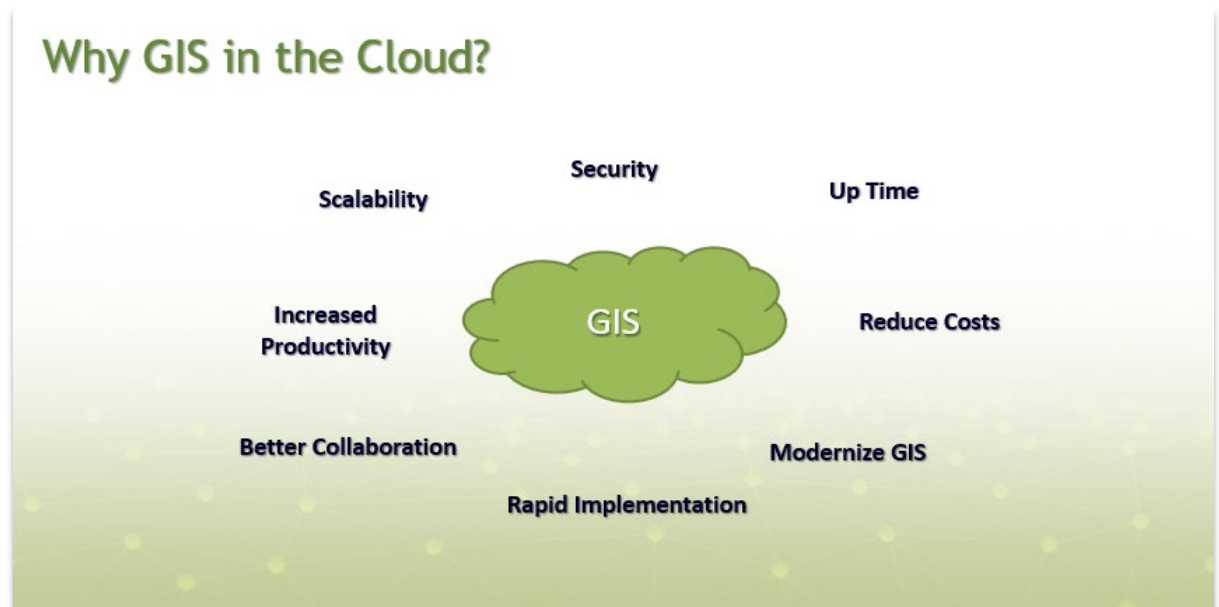 Why GIS in the Cloud?
Security
Scalability
Up Time
GIS
Increased
Productivity
Reduce Costs
Better Collaboration
Modernize GIS
Rapid Implementation